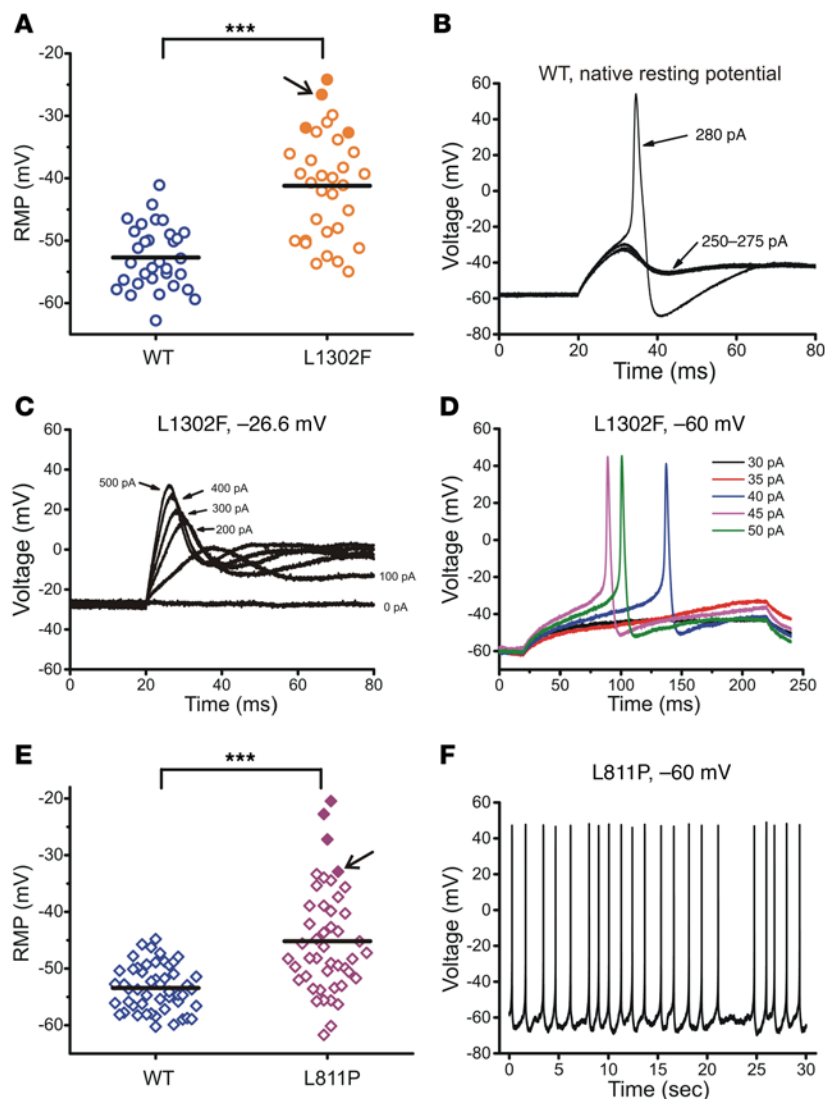 A
***
-20
-30
-40
-50
-60
RMP (mV)
WT
L1302F
B
WT, native resting potential
60
40
20
0
-20
-40
-60
-80
Voltage (mV)
280 pA
250–275 pA
0 20 40 60 80
Time (ms)
C
L1302F, –26.6 mV
60
40
20
0
-20
-40
-60
Voltage (mV)
500 pA
400 pA
300 pA
200 pA
100 pA
0 pA
0 20 40 60 80
Time (ms)
D
L1302F, –60 mV
60
40
20
0
-20
-40
-60
-80
Voltage (mV)
30 pA
35 pA
40 pA
45 pA
50 pA
0 50 100 150 200 250
Time (ms)
E
***
-20
-30
-40
-50
-60
RMP (mV)
WT
L811P
F
L811P, –60 mV
60
40
20
0
-20
-40
-60
-80
Voltage (mV)
0 5 10 15 20 25 30
Time (sec)